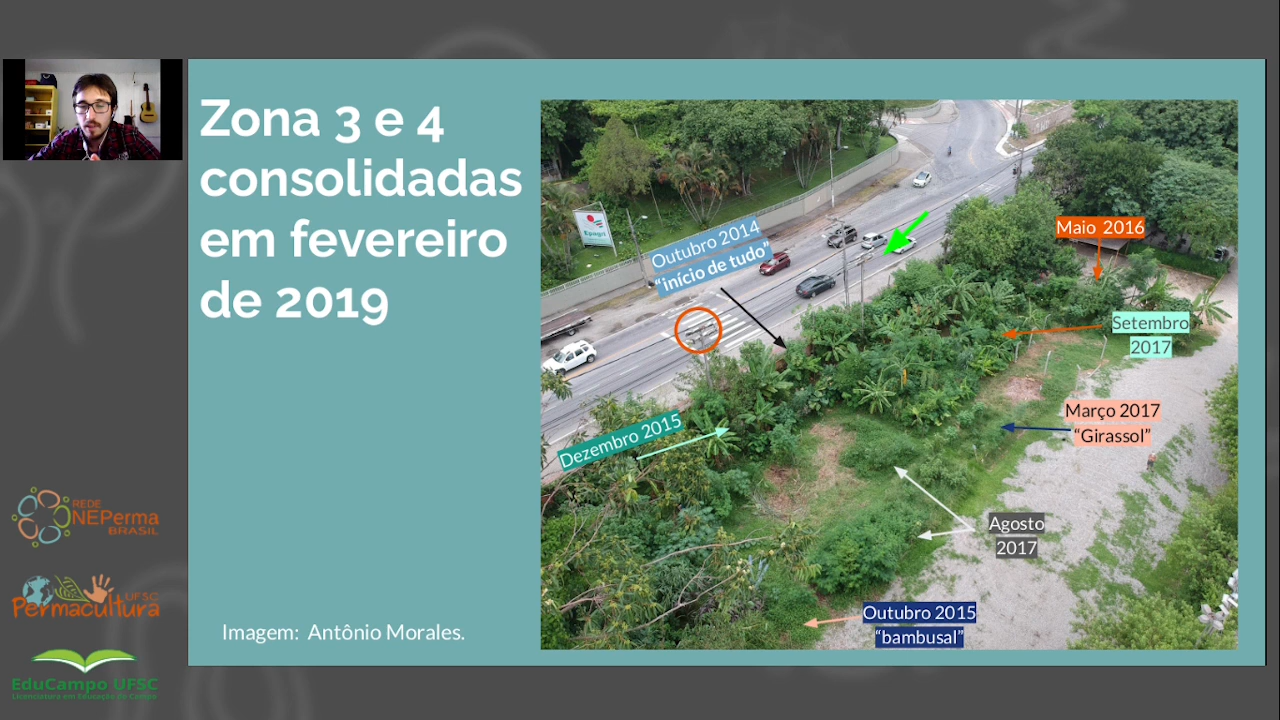 Zona 3 e 4
consolidadas
em fevereiro
de 2019
Imagem: Antônio Morales.
Epagri
Outubro 2014
“início de tudo”
Maio 2016
Setembro
2017
Março 2017
“Girassol”
Dezembro 2015
Agosto
2017
Outubro 2015
“bambusal”
REDE
NEPerma
BRASIL
UFSC
Permacultura
EduCampo UFSC
Licenciatura em Educação do Campo